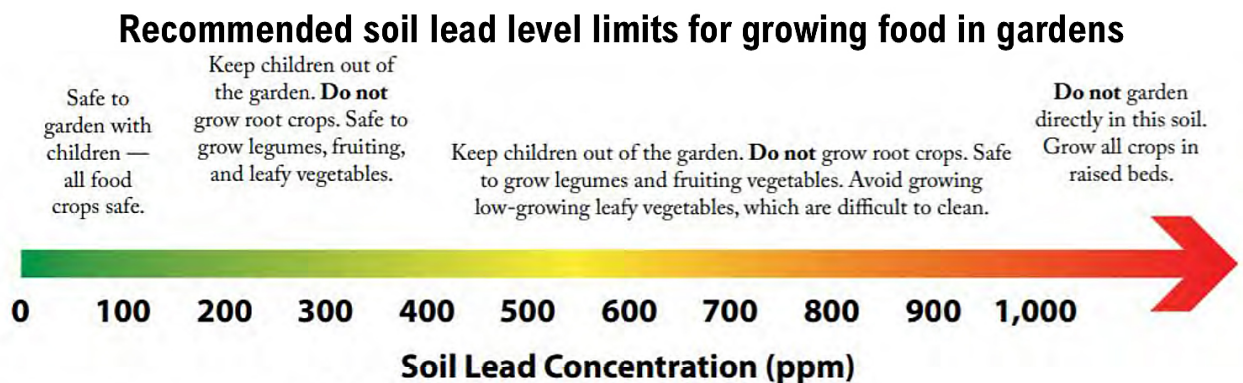 Recommended soil lead level limits for growing food in gardens
Safe to
garden with
children —
all food
crops safe.
Keep children out of
the garden. Do not
grow root crops. Safe to
grow legumes, fruiting,
and leafy vegetables.
Keep children out of the garden. Do not grow root crops. Safe
to grow legumes and fruiting vegetables. Avoid growing
low-growing leafy vegetables, which are difficult to clean.
Do not garden
directly in this soil.
Grow all crops in
raised beds.
0 100 200 300 400 500 600 700 800 900 1,000
Soil Lead Concentration (ppm)